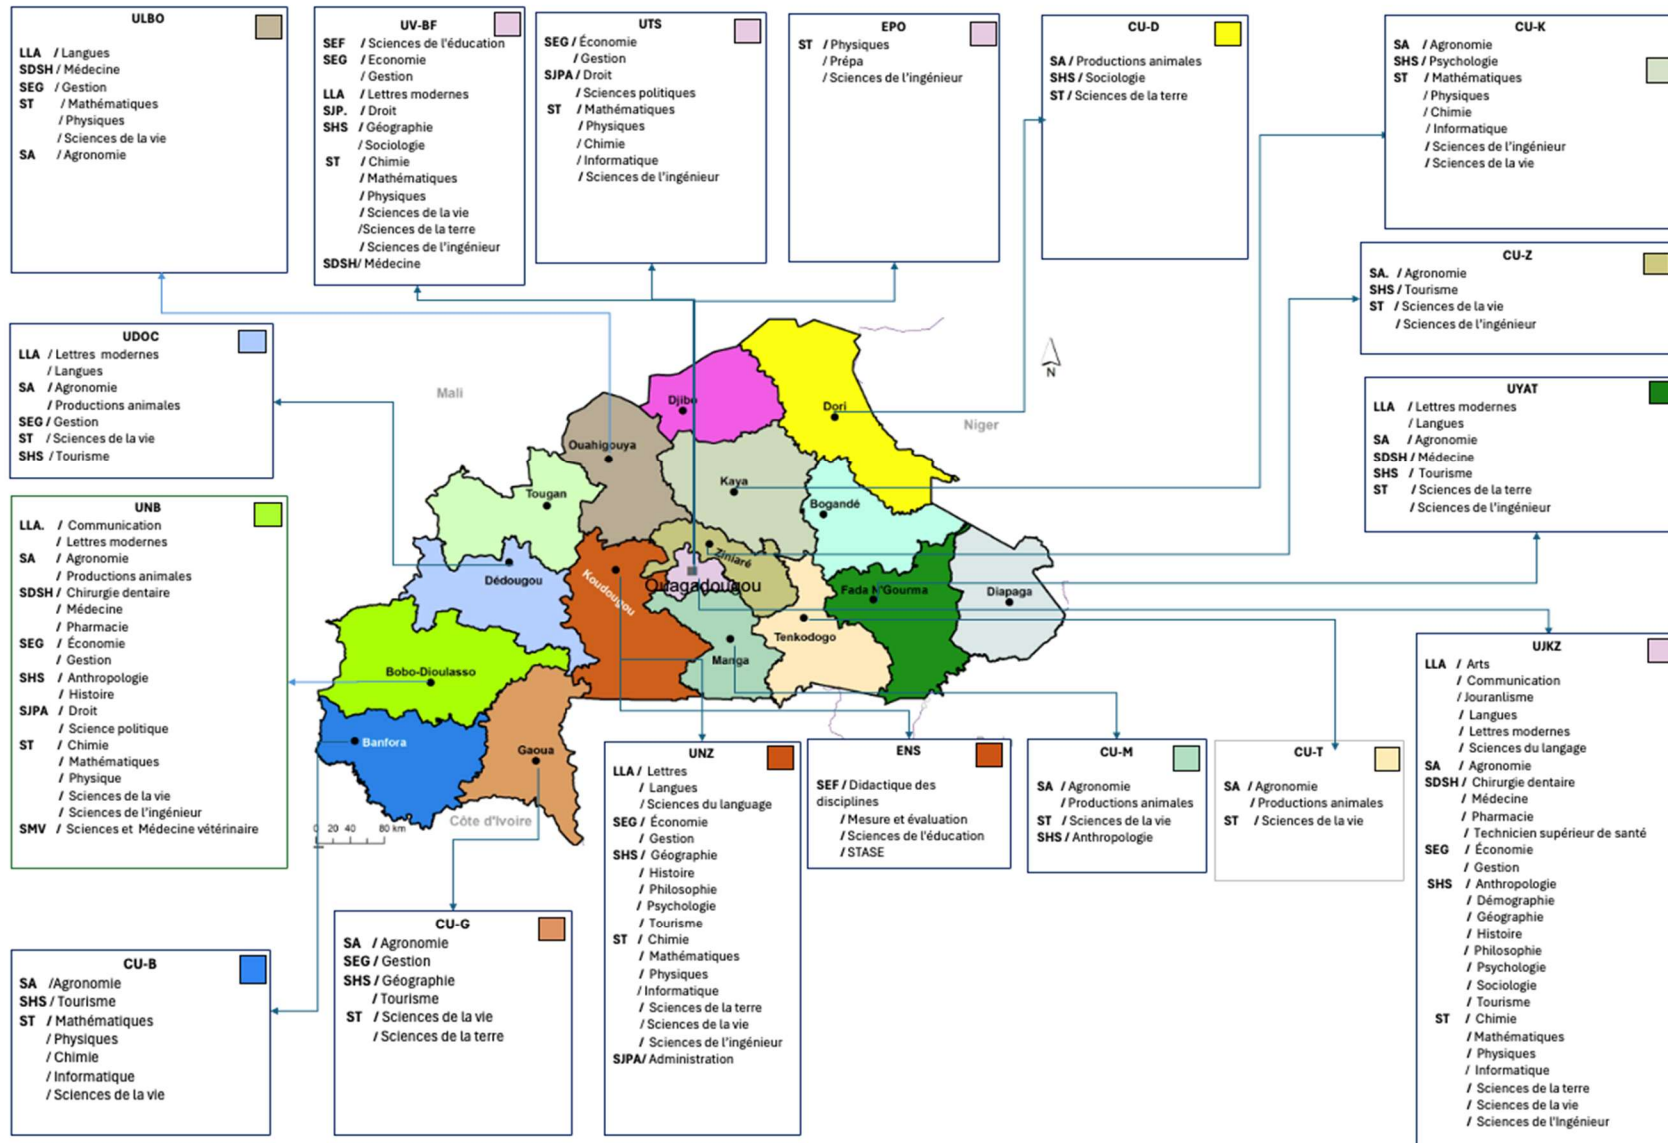 ULBO
LLA / Langues
SDSH / Médecine
SEG / Gestion
ST / Mathématiques
/ Physiques
/ Sciences de la vie
SA / Agronomie
UV-BF
SEF / Sciences de l'éducation
SEG / Economie
/ Gestion
LLA / Lettres modernes
SJP. / Droit
SHS / Géographie
/ Sociologie
ST / Chimie
/ Mathématiques
/ Physiques
/ Sciences de la vie
/Sciences de la terre
/ Sciences de l'ingénieur
SDSH/ Médecine
UTS
SEG / Économie
/ Gestion
SJPA/ Droit
/ Sciences politiques
ST / Mathématiques
/ Physiques
/ Chimie
/ Informatique
/ Sciences de l'ingénieur
EPO
ST / Physiques
/ Prépa
/ Sciences de l'ingénieur
CU-D
SA / Productions animales
SHS / Sociologie
ST / Sciences de la terre
CU-K
SA / Agronomie
SHS / Psychologie
ST / Mathématiques
/ Physiques
/ Chimie
/ Informatique
/ Sciences de l'ingénieur
/ Sciences de la vie
CU-Z
SA. / Agronomie
SHS / Tourisme
ST / Sciences de la vie
/ Sciences de l'ingénieur
UDOC
LLA / Lettres modernes
/ Langues
SA / Agronomie
/ Productions animales
SEG / Gestion
ST / Sciences de la vie
SHS / Tourisme
UYAT
LLA / Lettres modernes
/ Langues
SA / Agronomie
SDSH / Médecine
SHS / Tourisme
ST / Sciences de la terre
/ Sciences de l'ingénieur
UNB
LLA. / Communication
/ Lettres modernes
SA / Agronomie
/ Productions animales
SDSH / Chirurgie dentaire
/ Médecine
/ Pharmacie
SEG / Économie
/ Gestion
SHS / Anthropologie
/ Histoire
SJPA / Droit
/ Science politique
ST / Chimie
/ Mathématiques
/ Physique
/ Sciences de la vie
/ Sciences de l'ingénieur
SMV / Sciences et Médecine vétérinaire
Mali
Niger
N
Djibo
Dori
Ouahigouya
Tougan
Kaya
Bogandé
Ziniaré
Dédougou
Koudougou
Ouagadougou
Fada N'Gourma
Diapaga
Tenkodogo
Manga
Bobo-Dioulasso
Banfora
Gaoua
Côte d'Ivoire
0 20 40 80 km
UJKZ
LLA / Arts
/ Communication
/ Jouranlisme
/ Langues
/ Lettres modernes
/ Sciences du langage
SA / Agronomie
SDSH / Chirurgie dentaire
/ Médecine
/ Pharmacie
/ Technicien supérieur de santé
SEG / Économie
/ Gestion
SHS / Anthropologie
/ Démographie
/ Géographie
/ Histoire
/ Philosophie
/ Psychologie
/ Sociologie
/ Tourisme
ST / Chimie
/ Mathématiques
/ Physiques
/ Informatique
/ Sciences de la terre
/ Sciences de la vie
/ Sciences de l'Ingénieur
UNZ
LLA / Lettres
/ Langues
/ Sciences du language
SEG / Économie
/ Gestion
SHS / Géographie
/ Histoire
/ Philosophie
/ Psychologie
/ Tourisme
ST / Chimie
/ Mathématiques
/ Physiques
/ Informatique
/ Sciences de la terre
/ Sciences de la vie
/ Sciences de l'ingénieur
SJPA/ Administration
ENS
SEF / Didactique des
disciplines
/ Mesure et évaluation
/ Sciences de l'éducation
/ STASE
CU-M
SA / Agronomie
/ Productions animales
ST / Sciences de la vie
SHS / Anthropologie
CU-T
SA / Agronomie
/ Productions animales
ST / Sciences de la vie
CU-G
SA / Agronomie
SEG / Gestion
SHS / Géographie
/ Tourisme
ST / Sciences de la vie
/ Sciences de la terre
CU-B
SA /Agronomie
SHS / Tourisme
ST / Mathématiques
/ Physiques
/ Chimie
/ Informatique
/ Sciences de la vie